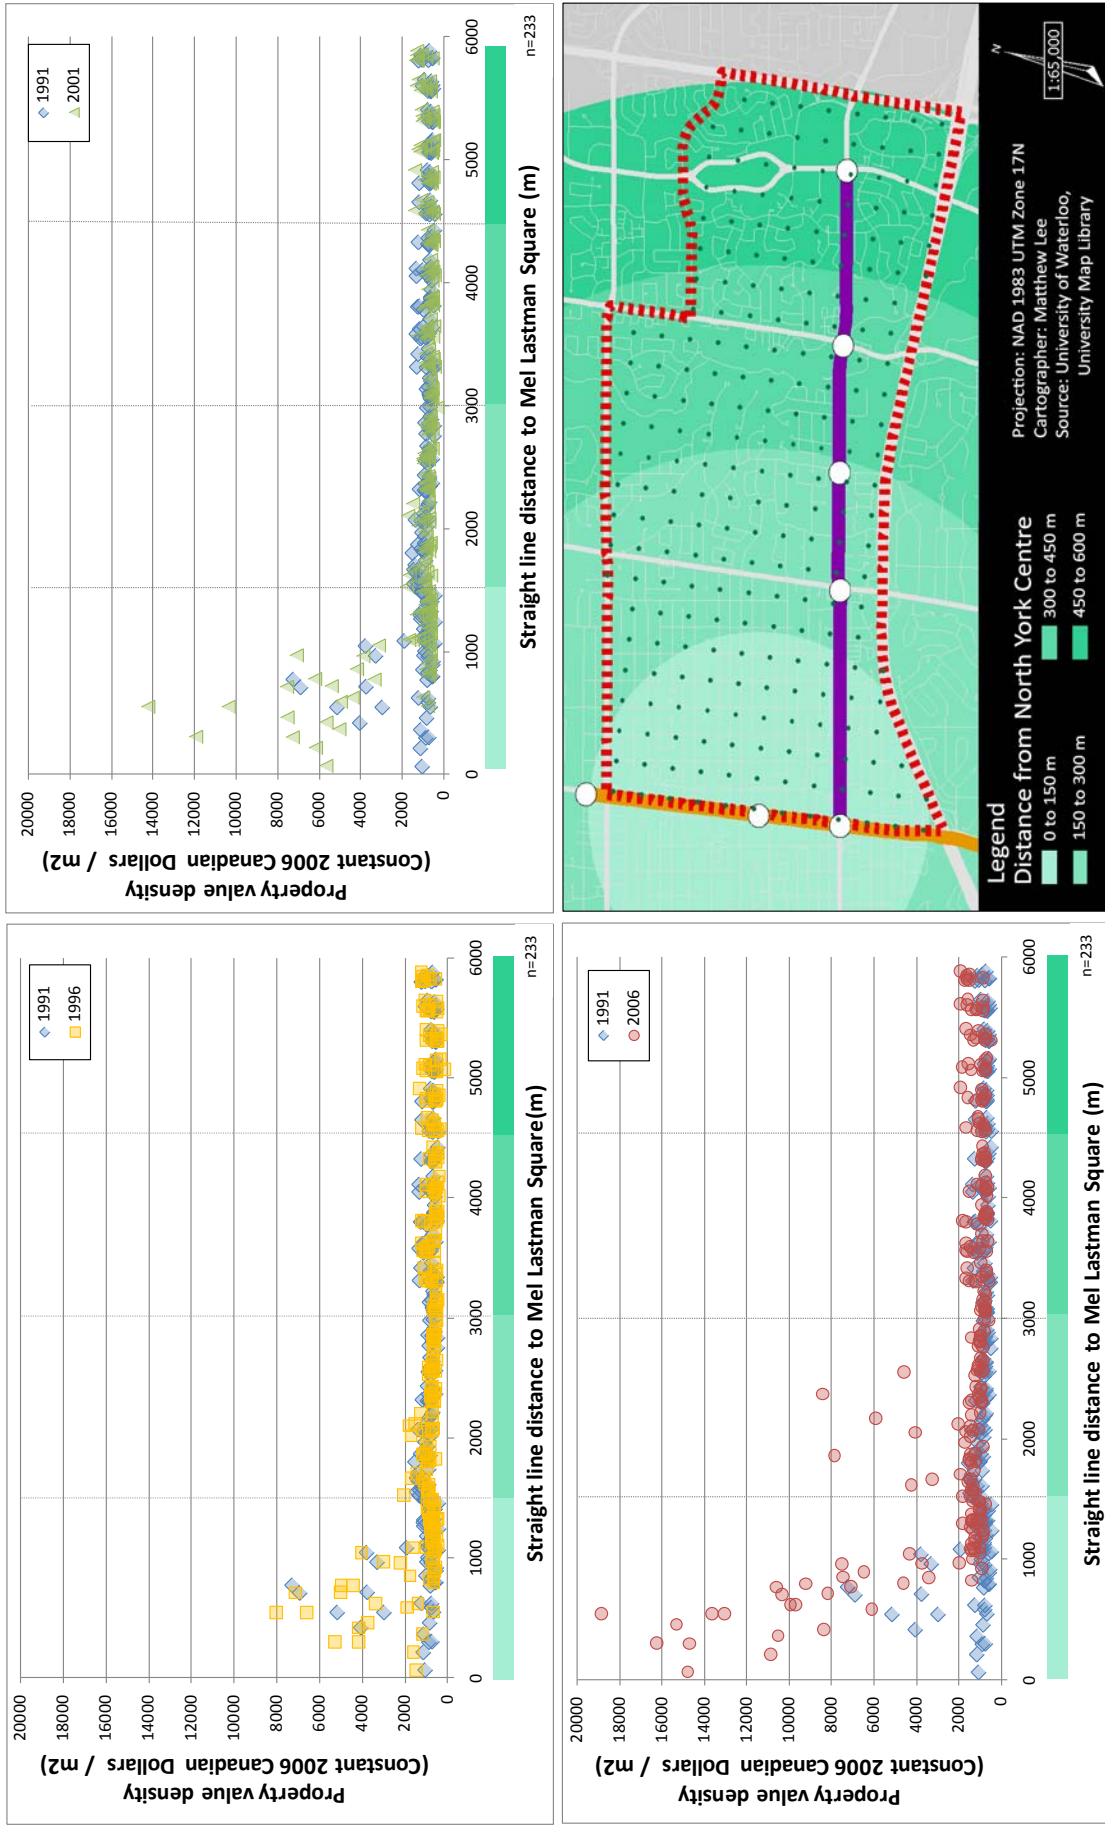 20000
18000
16000
14000
12000
10000
8000
6000
4000
2000
0
Property value density
(Constant 2006 Canadian Dollars / m2)
0
1000
2000
3000
4000
5000
6000
Straight line distance to Mel Lastman Square(m)
n=233
1991
1996
20000
18000
16000
14000
12000
10000
8000
6000
4000
2000
0
Property value density
(Constant 2006 Canadian Dollars / m2)
0
1000
2000
3000
4000
5000
6000
Straight line distance to Mel Lastman Square (m)
n=233
1991
2001
20000
18000
16000
14000
12000
10000
8000
6000
4000
2000
0
Property value density
(Constant 2006 Canadian Dollars / m2)
0
1000
2000
3000
4000
5000
6000
Straight line distance to Mel Lastman Square (m)
n=233
1991
2006
Legend
Distance from North York Centre
0 to 150 m
150 to 300 m
300 to 450 m
450 to 600 m
Projection: NAD 1983 UTM Zone 17N
Cartographer: Matthew Lee
Source: University of Waterloo,
University Map Library
N
1:65,000